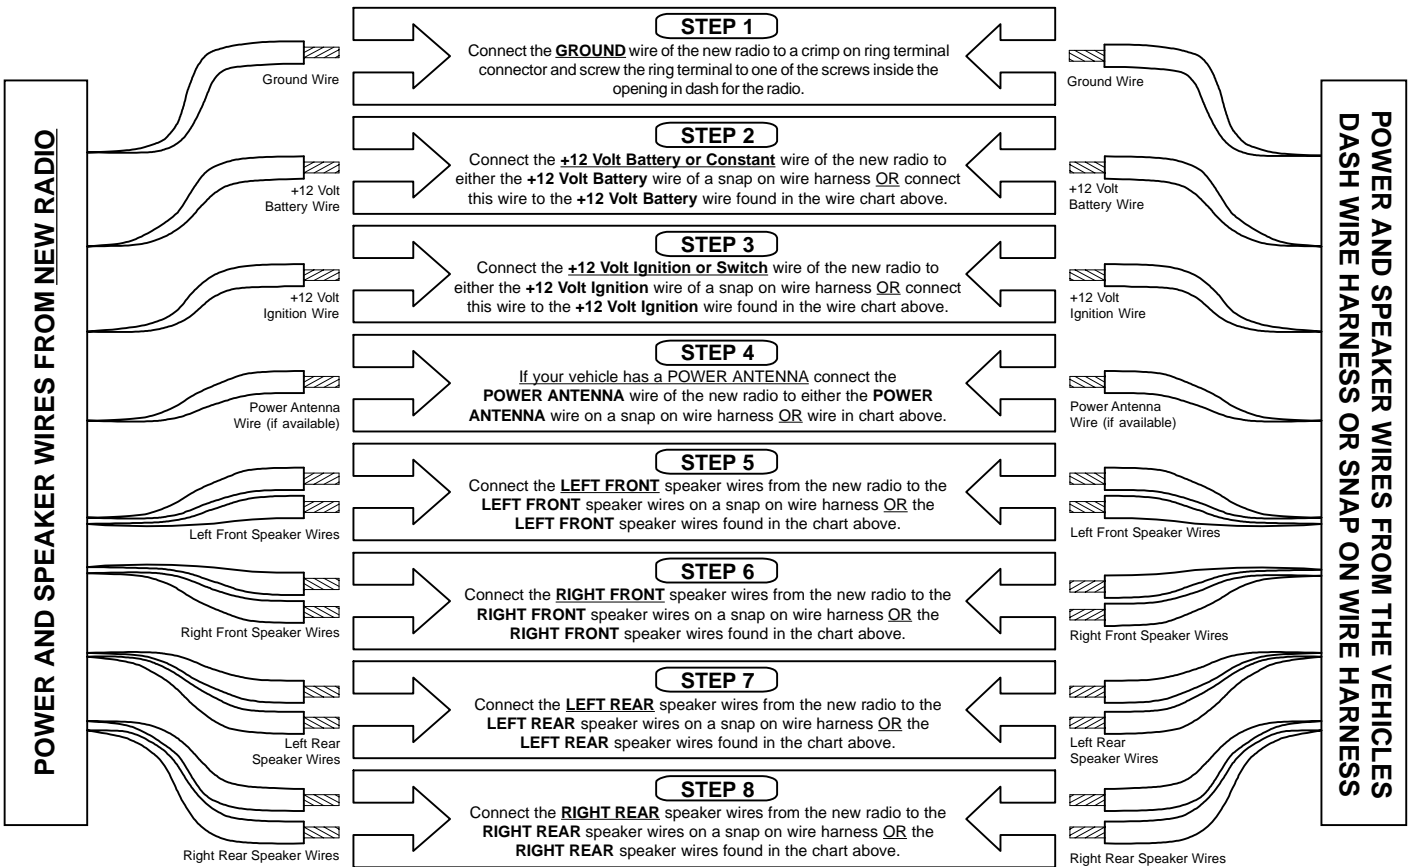 POWER AND SPEAKER WIRES FROM NEW RADIO
STEP 1
Connect the GROUND wire of the new radio to a crimp on ring terminal
connector and screw the ring terminal to one of the screws inside the
opening in dash for the radio.
Ground Wire
Ground Wire
STEP 2
Connect the +12 Volt Battery or Constant wire of the new radio to
either the +12 Volt Battery wire of a snap on wire harness OR connect
this wire to the +12 Volt Battery wire found in the wire chart above.
+12 Volt
Battery Wire
+12 Volt
Battery Wire
STEP 3
Connect the +12 Volt Ignition or Switch wire of the new radio to
either the +12 Volt Ignition wire of a snap on wire harness OR connect
this wire to the +12 Volt Ignition wire found in the wire chart above.
+12 Volt
Ignition Wire
+12 Volt
Ignition Wire
STEP 4
If your vehicle has a POWER ANTENNA connect the
POWER ANTENNA wire of the new radio to either the POWER
ANTENNA wire on a snap on wire harness OR wire in chart above.
Power Antenna
Wire (if available)
Power Antenna
Wire (if available)
STEP 5
Connect the LEFT FRONT speaker wires from the new radio to the
LEFT FRONT speaker wires on a snap on wire harness OR the
LEFT FRONT speaker wires found in the chart above.
Left Front Speaker Wires
Left Front Speaker Wires
STEP 6
Connect the RIGHT FRONT speaker wires from the new radio to the
RIGHT FRONT speaker wires on a snap on wire harness OR the
RIGHT FRONT speaker wires found in the chart above.
Right Front Speaker Wires
Right Front Speaker Wires
STEP 7
Connect the LEFT REAR speaker wires from the new radio to the
LEFT REAR speaker wires on a snap on wire harness OR the
LEFT REAR speaker wires found in the chart above.
Left Rear
Speaker Wires
Left Rear
Speaker Wires
STEP 8
Connect the RIGHT REAR speaker wires from the new radio to the
RIGHT REAR speaker wires on a snap on wire harness OR the
RIGHT REAR speaker wires found in the chart above.
Right Rear Speaker Wires
Right Rear Speaker Wires
POWER AND SPEAKER WIRES FROM THE VEHICLES
DASH WIRE HARNESS OR SNAP ON WIRE HARNESS